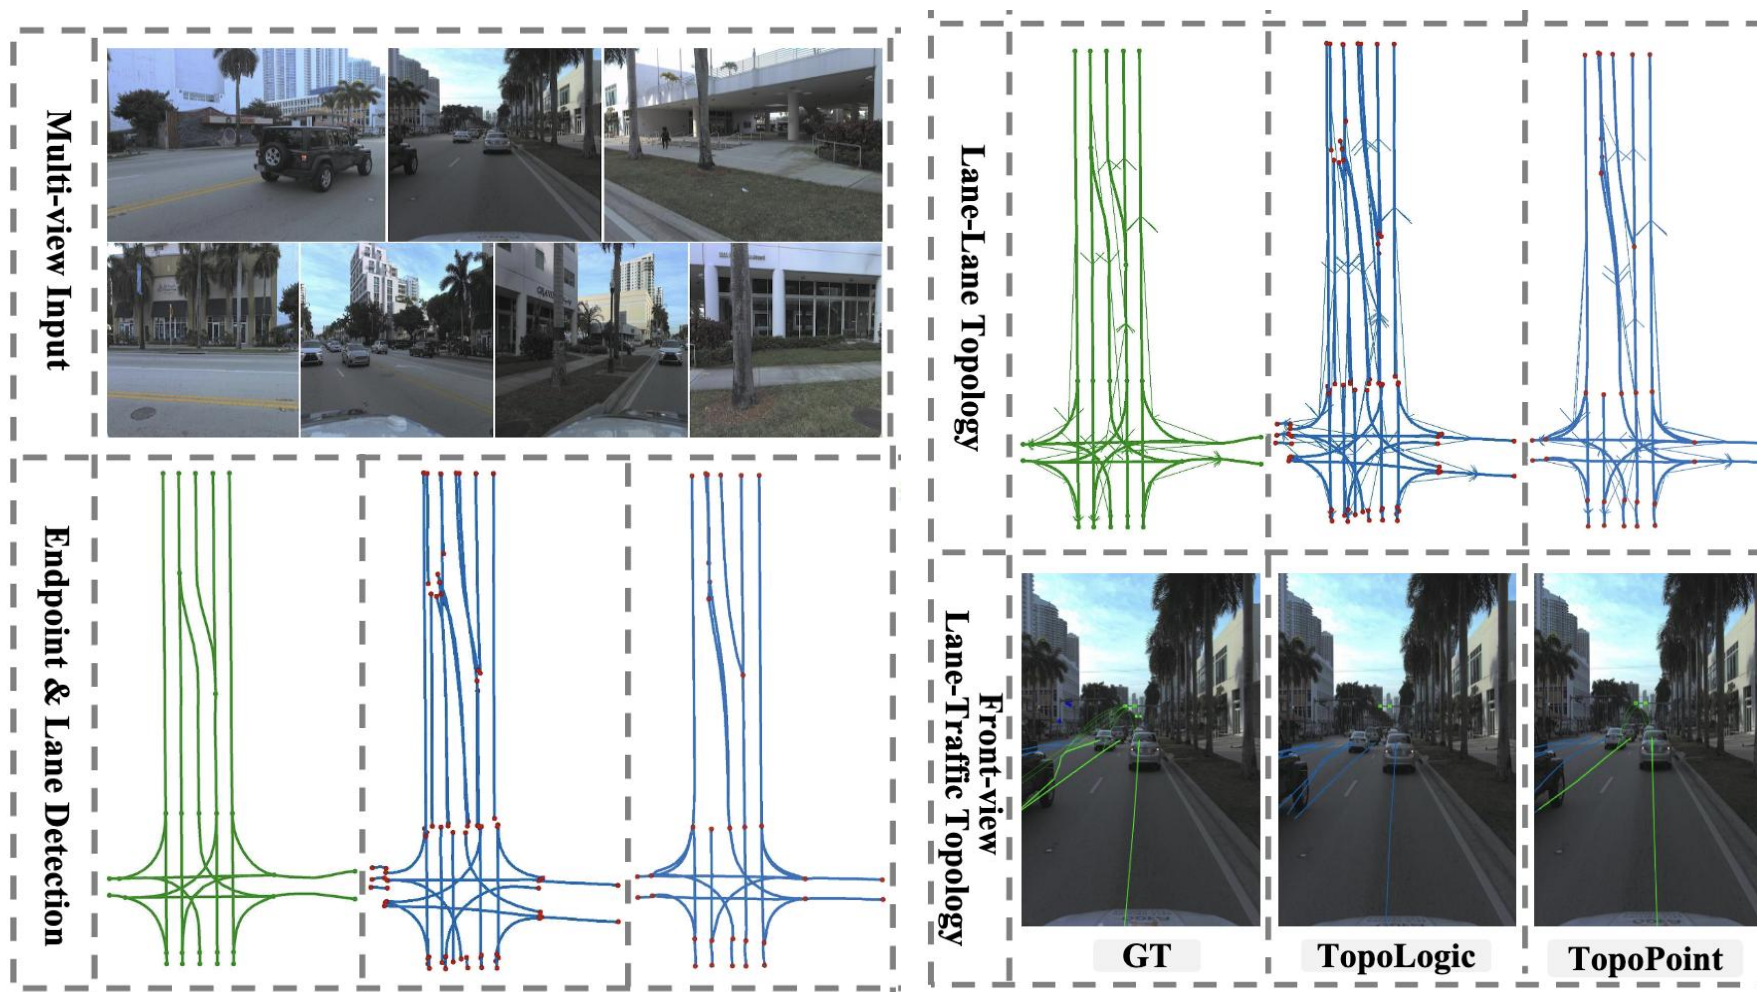 Multi-view Input
Endpoint & Lane Detection
Lane-Lane Topology
Front-view
Lane-Traffic Topology
GT
TopoLogic
TopoPoint